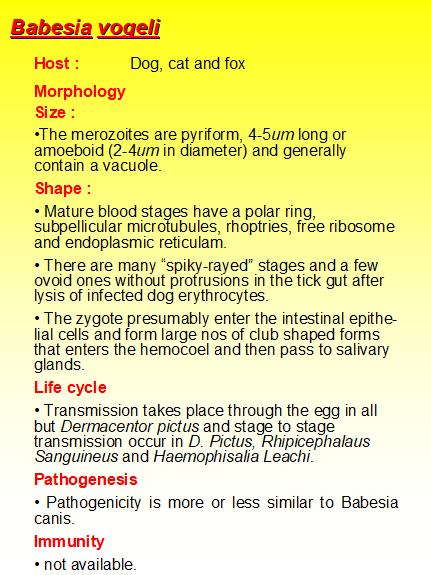 Babesia vogeli
Host : Dog, cat and fox
Morphology
Size :
•The merozoites are pyriform, 4-5um long or
amoeboid (2-4um in diameter) and generally
contain a vacuole.
Shape :
• Mature blood stages have a polar ring,
subpellicular microtubules, rhoptries, free ribosome
and endoplasmic reticulam.
• There are many “spiky-rayed” stages and a few
ovoid ones without protrusions in the tick gut after
lysis of infected dog erythrocytes.
• The zygote presumably enter the intestinal epithe-
lial cells and form large nos of club shaped forms
that enters the hemocoel and then pass to salivary
glands.
Life cycle
• Transmission takes place through the egg in all
but Dermacentor pictus and stage to stage
transmission occur in D. Pictus, Rhipicephalaus
Sanguineus and Haemophisalia Leachi.
Pathogenesis
• Pathogenicity is more or less similar to Babesia
canis.
Immunity
• not available.